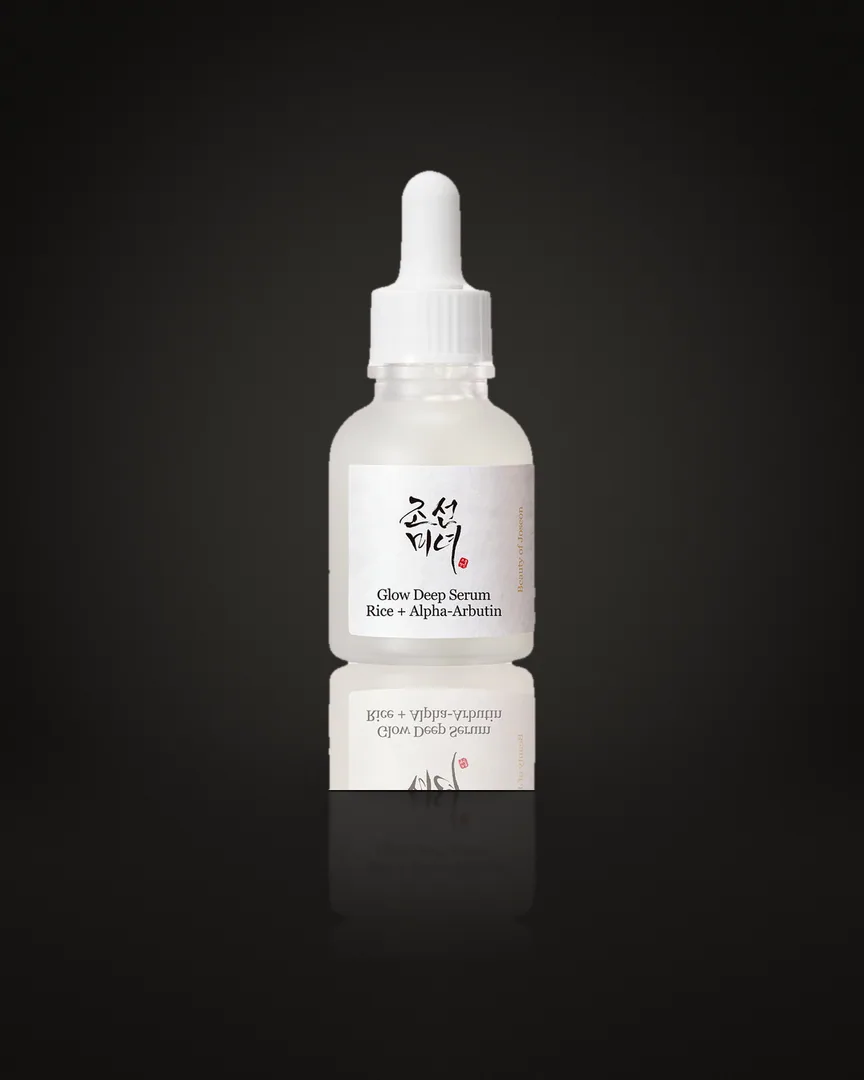 조선
미녀
Glow Deep Serum
Rice + Alpha-Arbutin
Beauty of Joseon